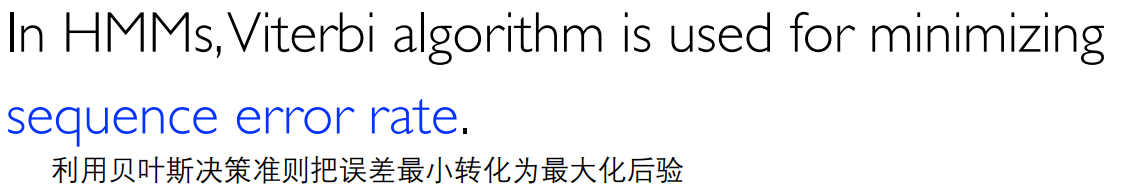 In HMMs, Viterbi algorithm is used for minimizing
sequence error rate.
利用贝叶斯决策准则把误差最小转化为最大化后验